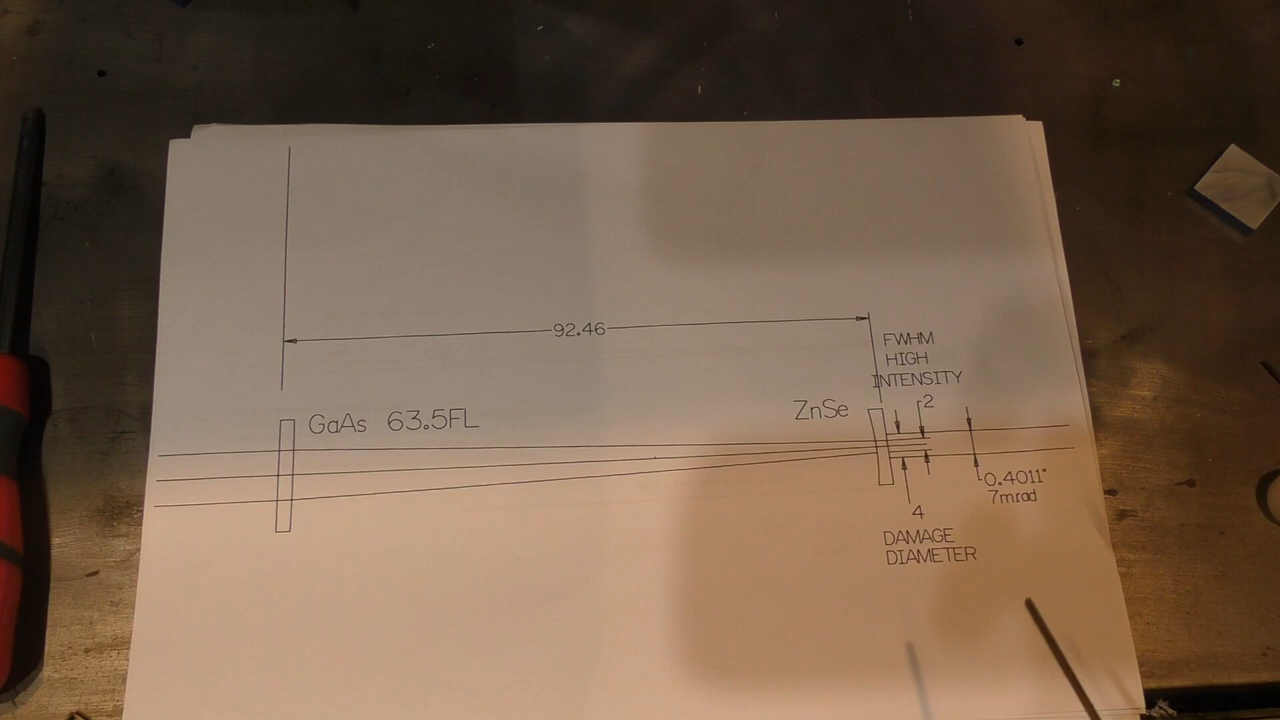 92.46
FWHM
HIGH
INTENSITY
GaAs 63.5FL
ZnSe
2
0.4011°
7mrad
4
DAMAGE
DIAMETER